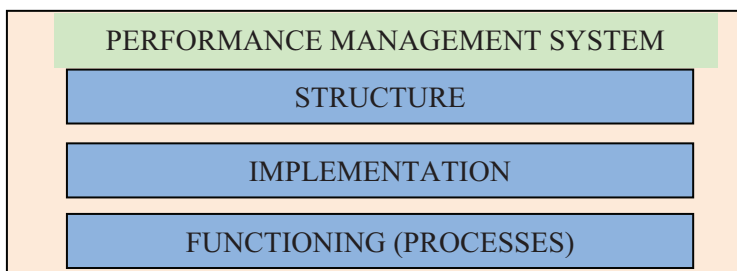 PERFORMANCE MANAGEMENT SYSTEM
STRUCTURE
IMPLEMENTATION
FUNCTIONING (PROCESSES)